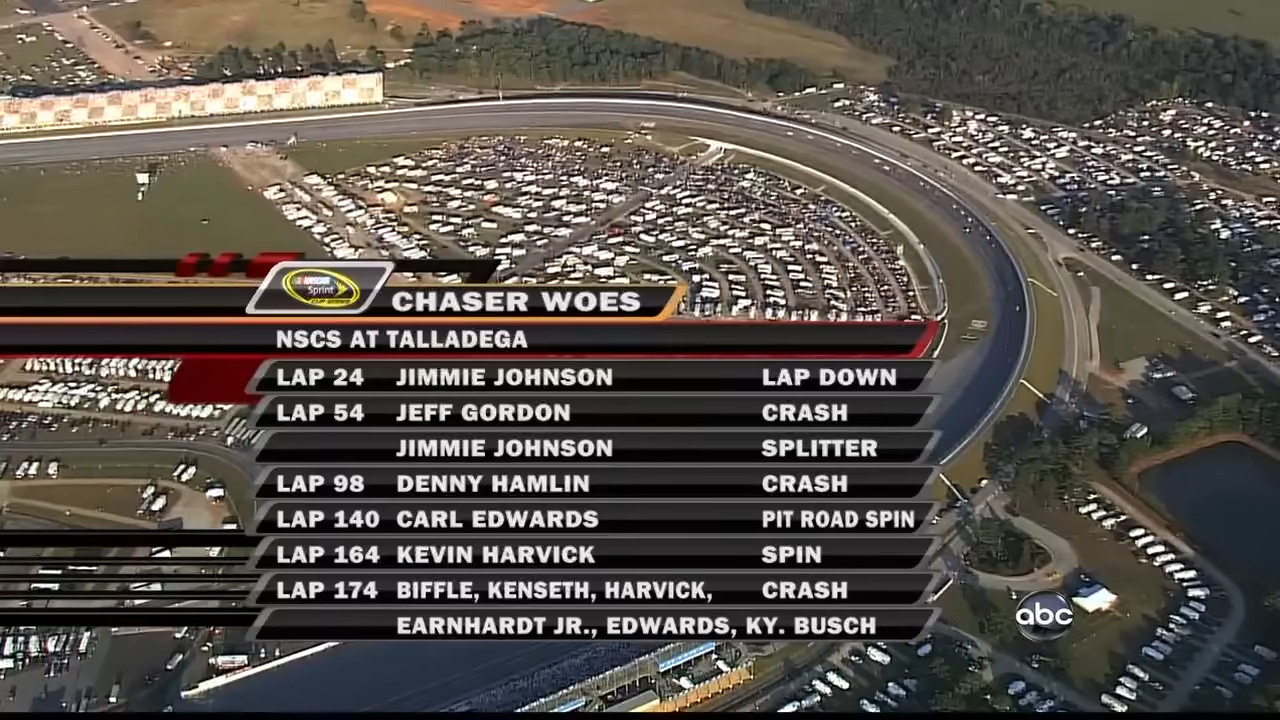 NASCAR
Sprint
CUP SERIES
CHASER WOES
NSCS AT TALLADEGA
LAP 24 JIMMIE JOHNSON LAP DOWN
LAP 54 JEFF GORDON CRASH
JIMMIE JOHNSON SPLITTER
LAP 98 DENNY HAMLIN CRASH
LAP 140 CARL EDWARDS PIT ROAD SPIN
LAP 164 KEVIN HARVICK SPIN
LAP 174 BIFFLE, KENSETH, HARVICK, CRASH
EARNHARDT JR., EDWARDS, KY. BUSCH
abc